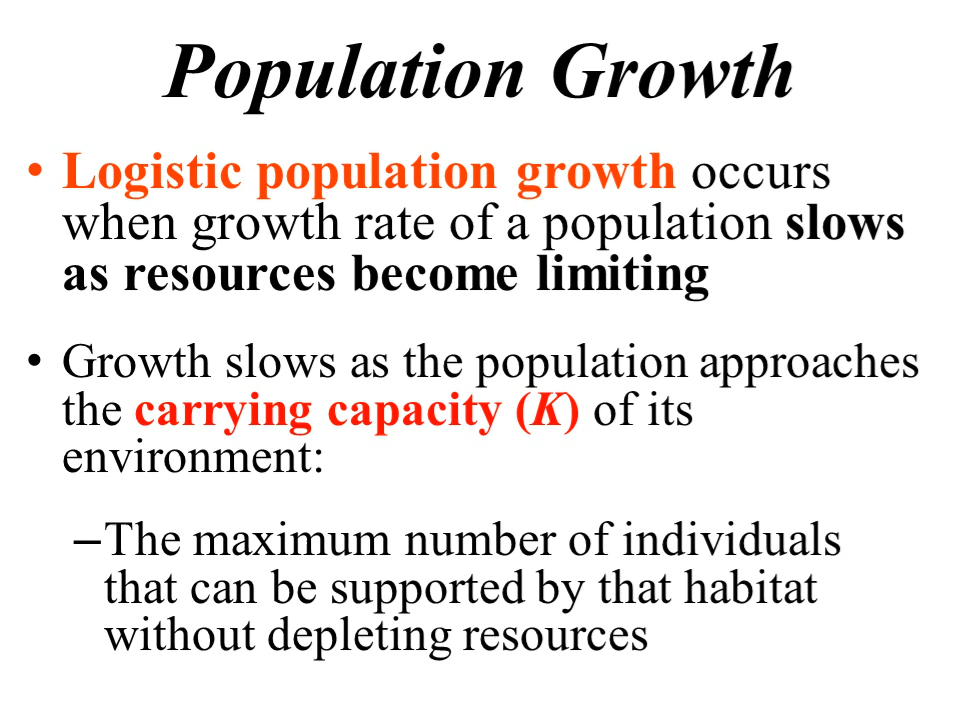 Population Growth
• Logistic population growth occurs
when growth rate of a population slows
as resources become limiting
• Growth slows as the population approaches
the carrying capacity (K) of its
environment:
–The maximum number of individuals
that can be supported by that habitat
without depleting resources